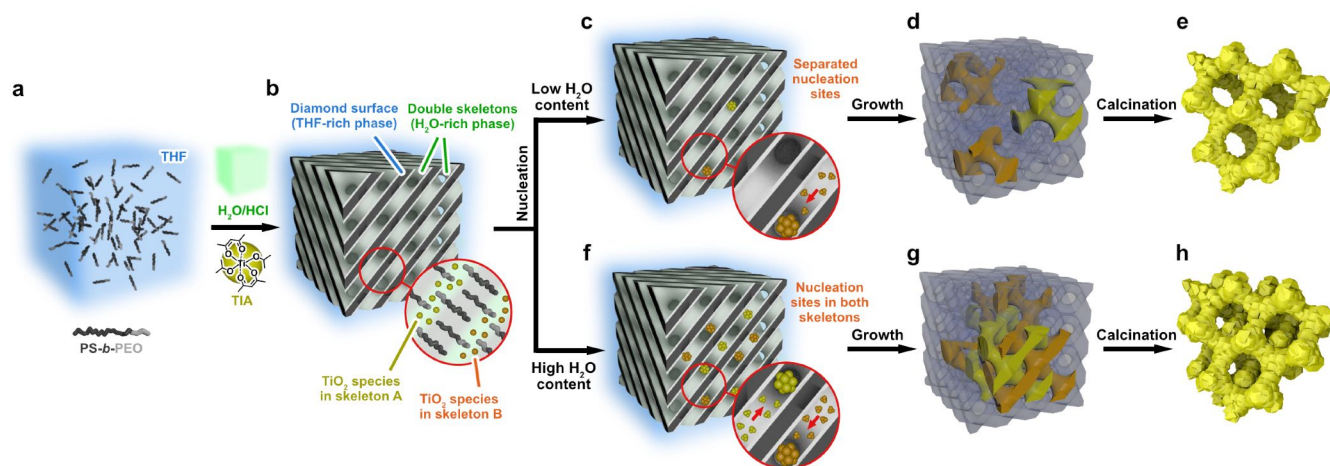 a
THF
PS-b-PEO
H₂O/HCl
Ti
O
O
O
O
O
O
TIA
b
Diamond surface
(THF-rich phase)
Double skeletons
(H₂O-rich phase)
TiO₂ species
in skeleton A
TiO₂ species
in skeleton B
Nucleation
Low H₂O
content
High H₂O
content
c
Separated
nucleation
sites
Growth
d
Calcination
e
f
Nucleation
sites in both
skeletons
Growth
g
Calcination
h